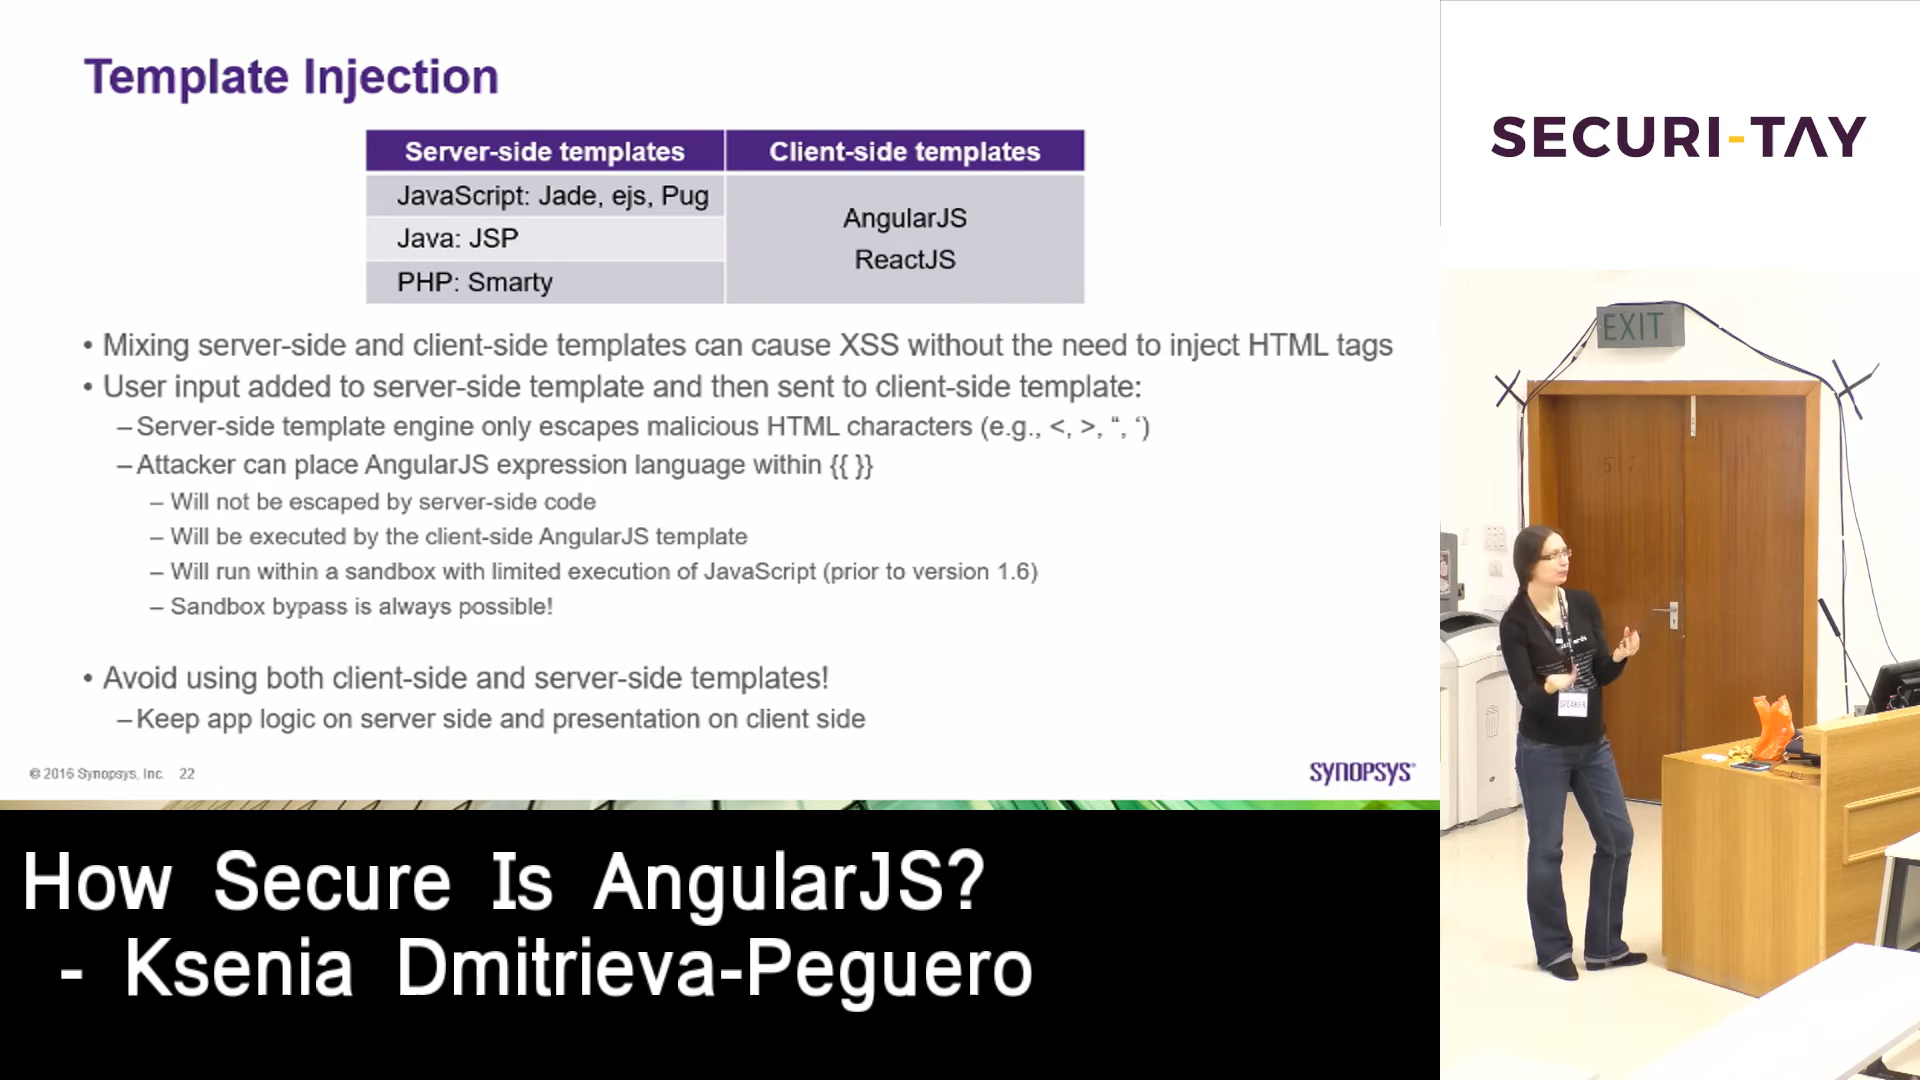 Template Injection
Server-side templates
Client-side templates
JavaScript: Jade, ejs, Pug
Java: JSP
PHP: Smarty
AngularJS
ReactJS
• Mixing server-side and client-side templates can cause XSS without the need to inject HTML tags
• User input added to server-side template and then sent to client-side template:
–Server-side template engine only escapes malicious HTML characters (e.g., <, >, “, ‘)
–Attacker can place AngularJS expression language within {{ }}
– Will not be escaped by server-side code
– Will be executed by the client-side AngularJS template
– Will run within a sandbox with limited execution of JavaScript (prior to version 1.6)
– Sandbox bypass is always possible!
• Avoid using both client-side and server-side templates!
–Keep app logic on server side and presentation on client side
© 2016 Synopsys, Inc. 22
SYNOPSYS®
How Secure Is AngularJS?
- Ksenia Dmitrieva-Peguero
SECURI-TAY
EXIT
SPEAKER